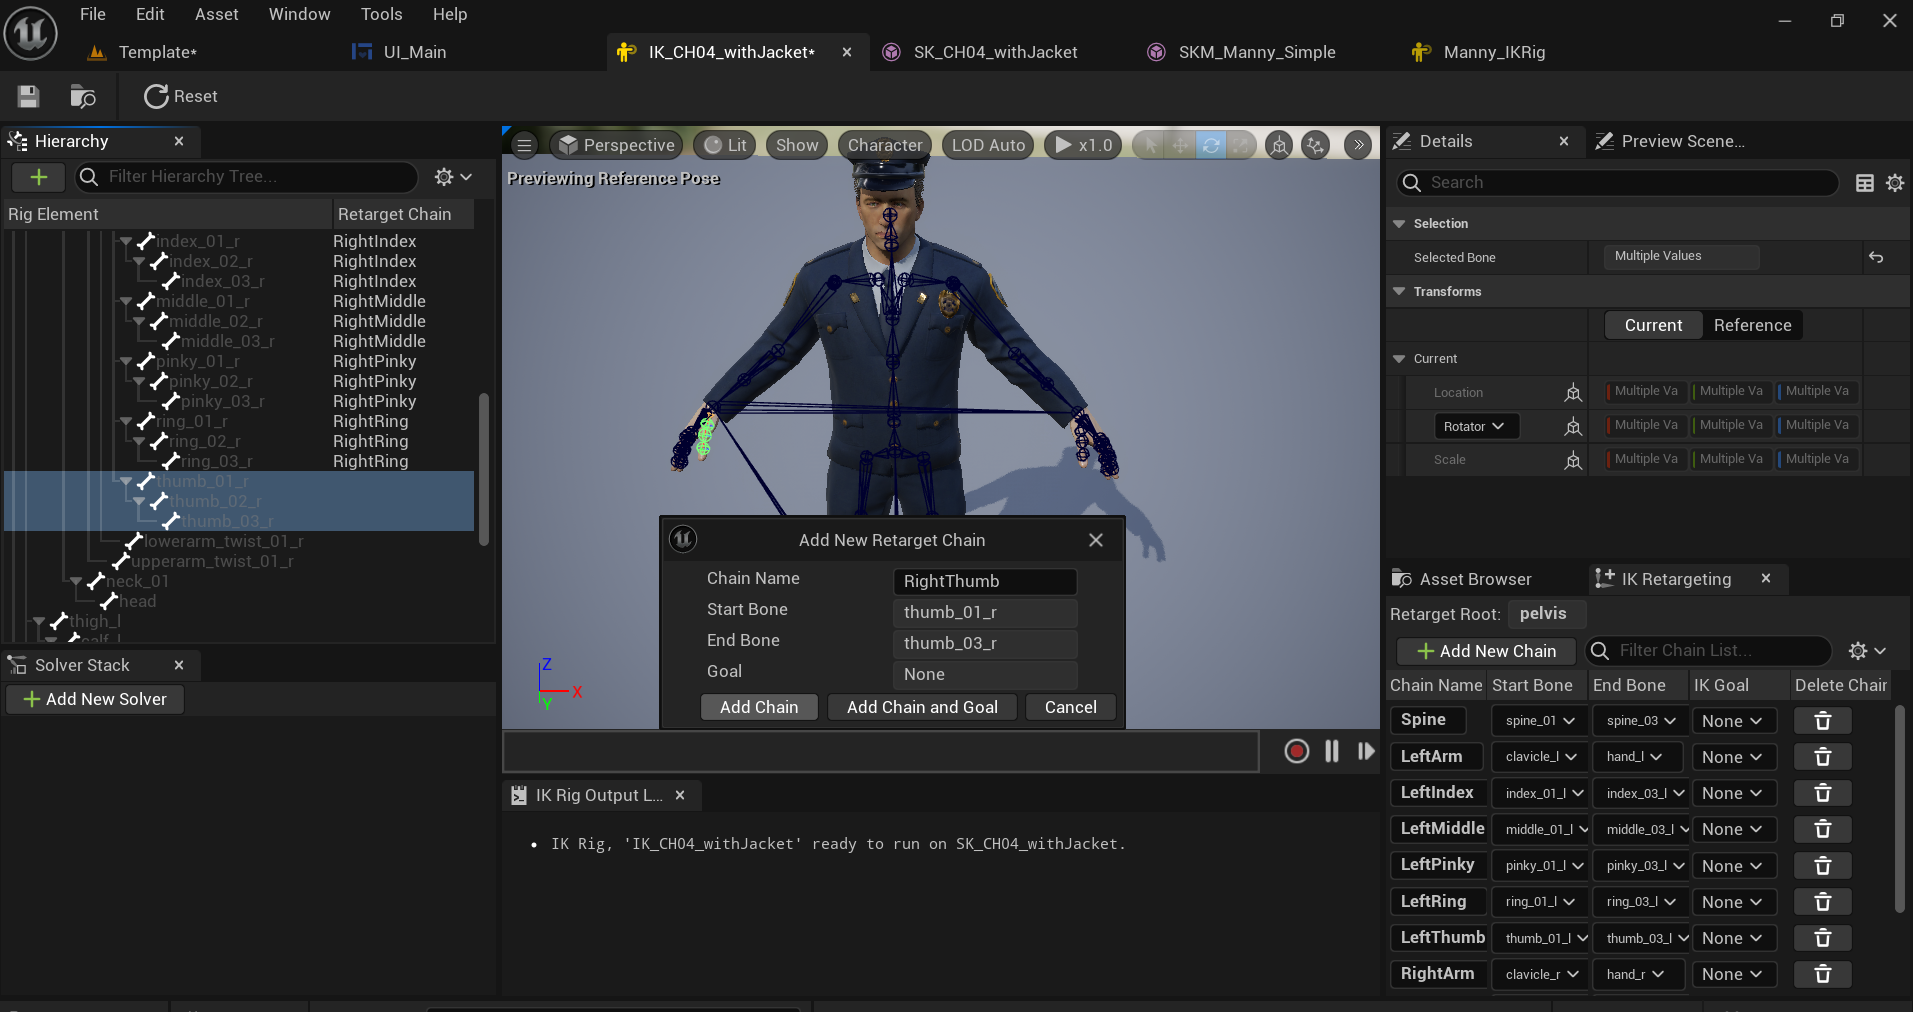 File Edit Asset Window Tools Help
Template* UI_Main IK_CH04_withJacket* SK_CH04_withJacket SKM_Manny_Simple Manny_IKRig
Reset
Hierarchy
Filter Hierarchy Tree...
Rig Element Retarget Chain
index_01_r RightIndex
index_02_r RightIndex
index_03_r RightIndex
middle_01_r RightMiddle
middle_02_r RightMiddle
middle_03_r RightMiddle
pinky_01_r RightPinky
pinky_02_r RightPinky
pinky_03_r RightPinky
ring_01_r RightRing
ring_02_r RightRing
ring_03_r RightRing
thumb_01_r
thumb_02_r
thumb_03_r
lowerarm_twist_01_r
upperarm_twist_01_r
neck_01
head
thigh_l
calf_l
Solver Stack
Add New Solver
Perspective Lit Show Character LOD Auto x1.0
Previewing Reference Pose
Z
X
Y
Add New Retarget Chain
Chain Name RightThumb
Start Bone thumb_01_r
End Bone thumb_03_r
Goal None
Add Chain Add Chain and Goal Cancel
IK Rig Output L...
• IK Rig, 'IK_CH04_withJacket' ready to run on SK_CH04_withJacket.
Details Preview Scene...
Search
Selection
Selected Bone Multiple Values
Transforms
Current Reference
Current
Location Multiple Va Multiple Va Multiple Va
Rotator Multiple Va Multiple Va Multiple Va
Scale Multiple Va Multiple Va Multiple Va
Asset Browser IK Retargeting
Retarget Root: pelvis
Add New Chain Filter Chain List...
Chain Name Start Bone End Bone IK Goal Delete Chair
Spine spine_01 spine_03 None
LeftArm clavicle_l hand_l None
LeftIndex index_01_l index_03_l None
LeftMiddle middle_01_l middle_03_l None
LeftPinky pinky_01_l pinky_03_l None
LeftRing ring_01_l ring_03_l None
LeftThumb thumb_01_l thumb_03_l None
RightArm clavicle_r hand_r None